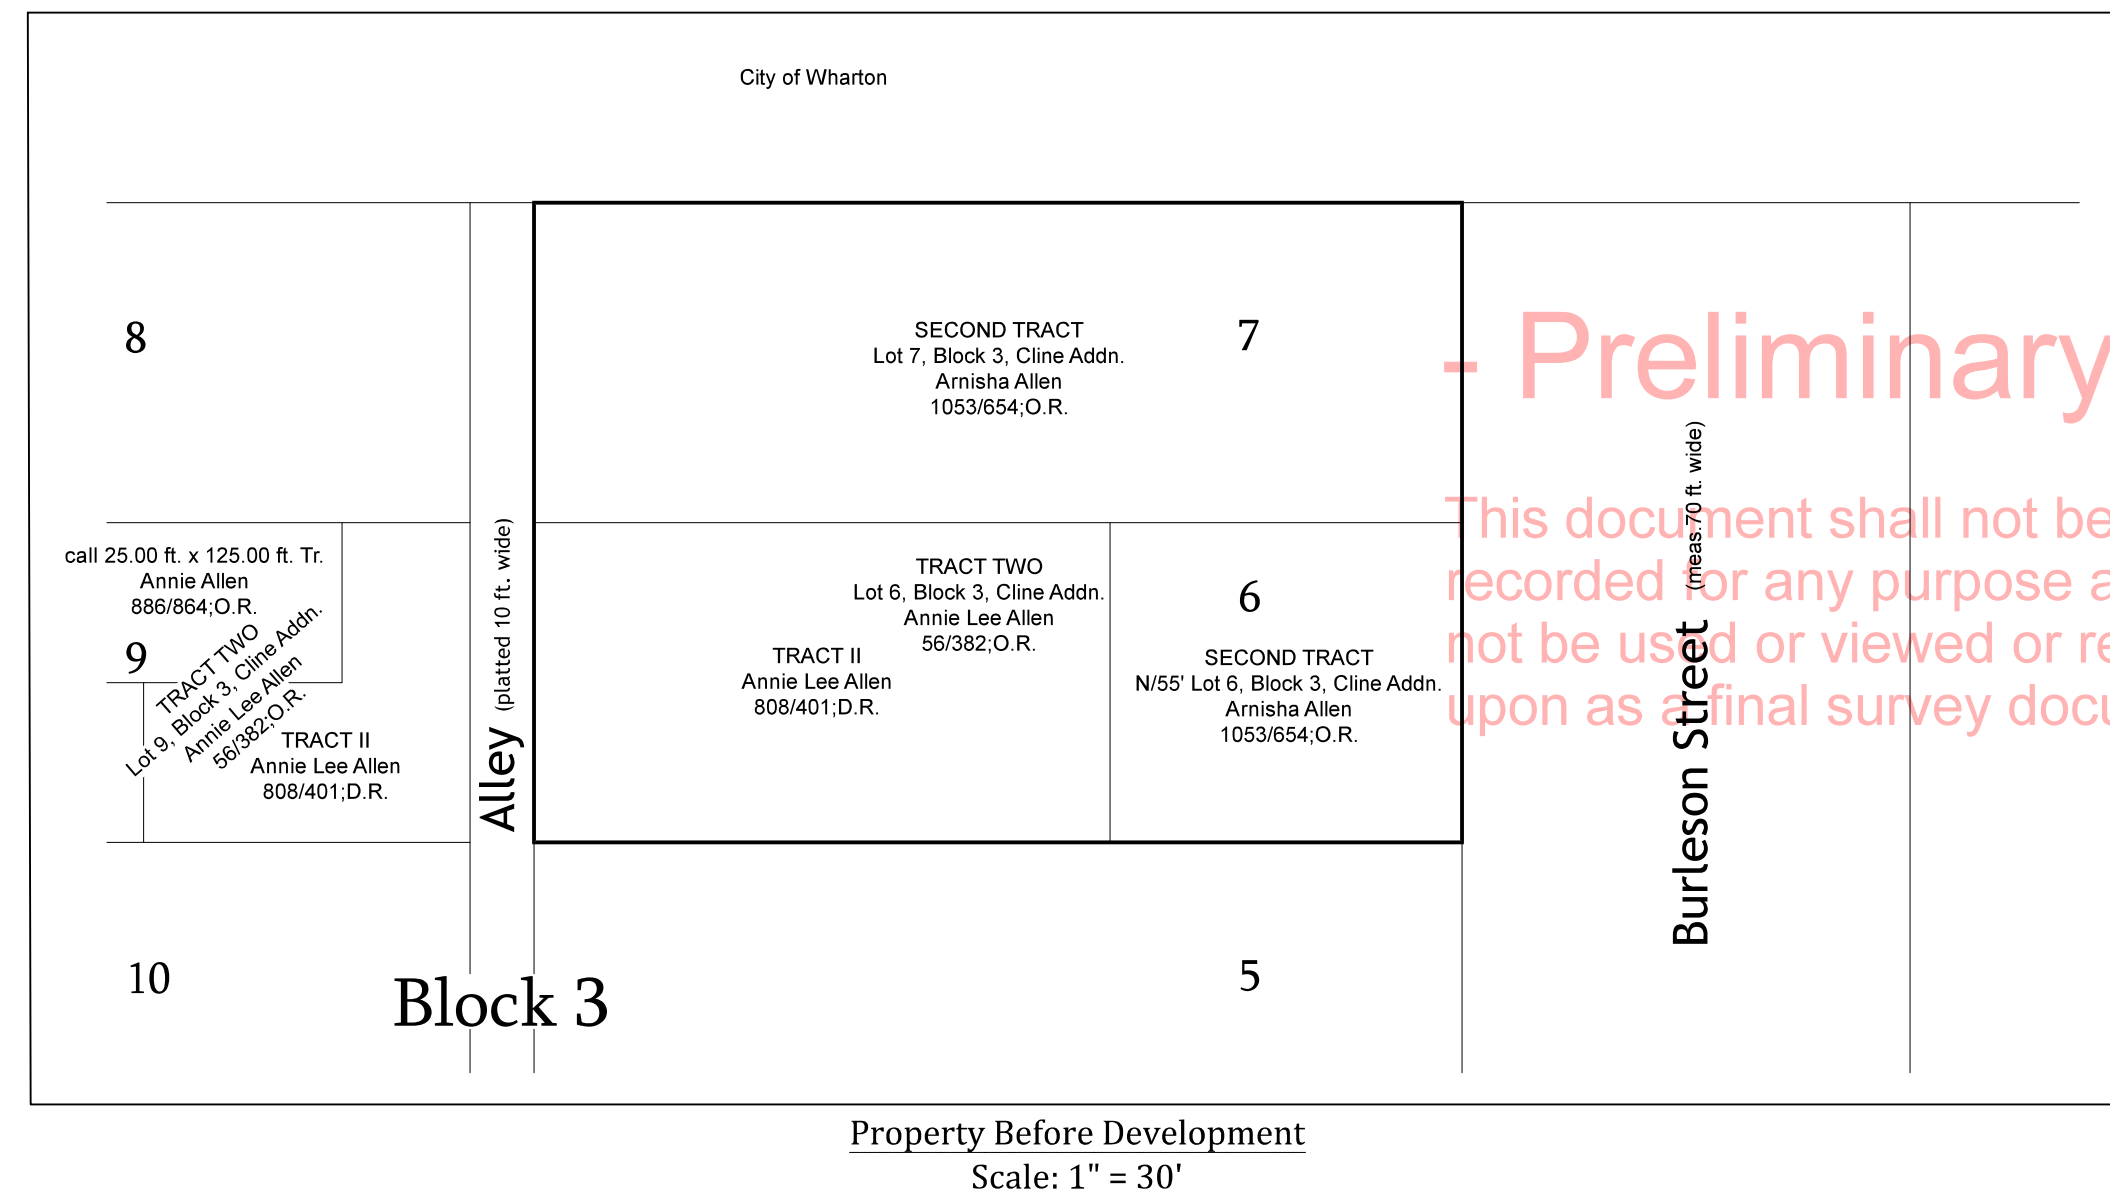 City of Wharton
8
SECOND TRACT
Lot 7, Block 3, Cline Addn.
Arnisha Allen
1053/654;O.R.
7
- Preliminary
This document shall not be
recorded for any purpose a
not be used or viewed or re
upon as a final survey docu
call 25.00 ft. x 125.00 ft. Tr.
Annie Allen
886/864;O.R.
9
TRACT TWO
Lot 9, Block 3, Cline Addn.
Annie Lee Allen
56/382;O.R.
TRACT II
Annie Lee Allen
808/401;D.R.
Alley (platted 10 ft. wide)
TRACT TWO
Lot 6, Block 3, Cline Addn.
Annie Lee Allen
56/382;O.R.
TRACT II
Annie Lee Allen
808/401;D.R.
6
SECOND TRACT
N/55' Lot 6, Block 3, Cline Addn.
Arnisha Allen
1053/654;O.R.
Burleson Street (meas.70 ft. wide)
10
Block 3
5
Property Before Development
Scale: 1" = 30'